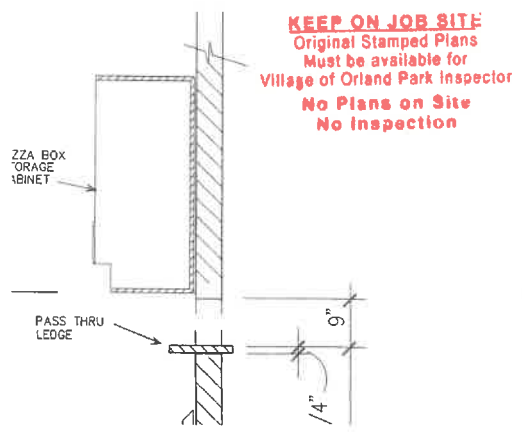 KEEP ON JOB SITE
Original Stamped Plans
Must be available for
Village of Orland Park Inspector
No Plans on Site
No Inspection
ZZA BOX
TORAGE
ABINET
PASS THRU
LEDGE
9"
/4"